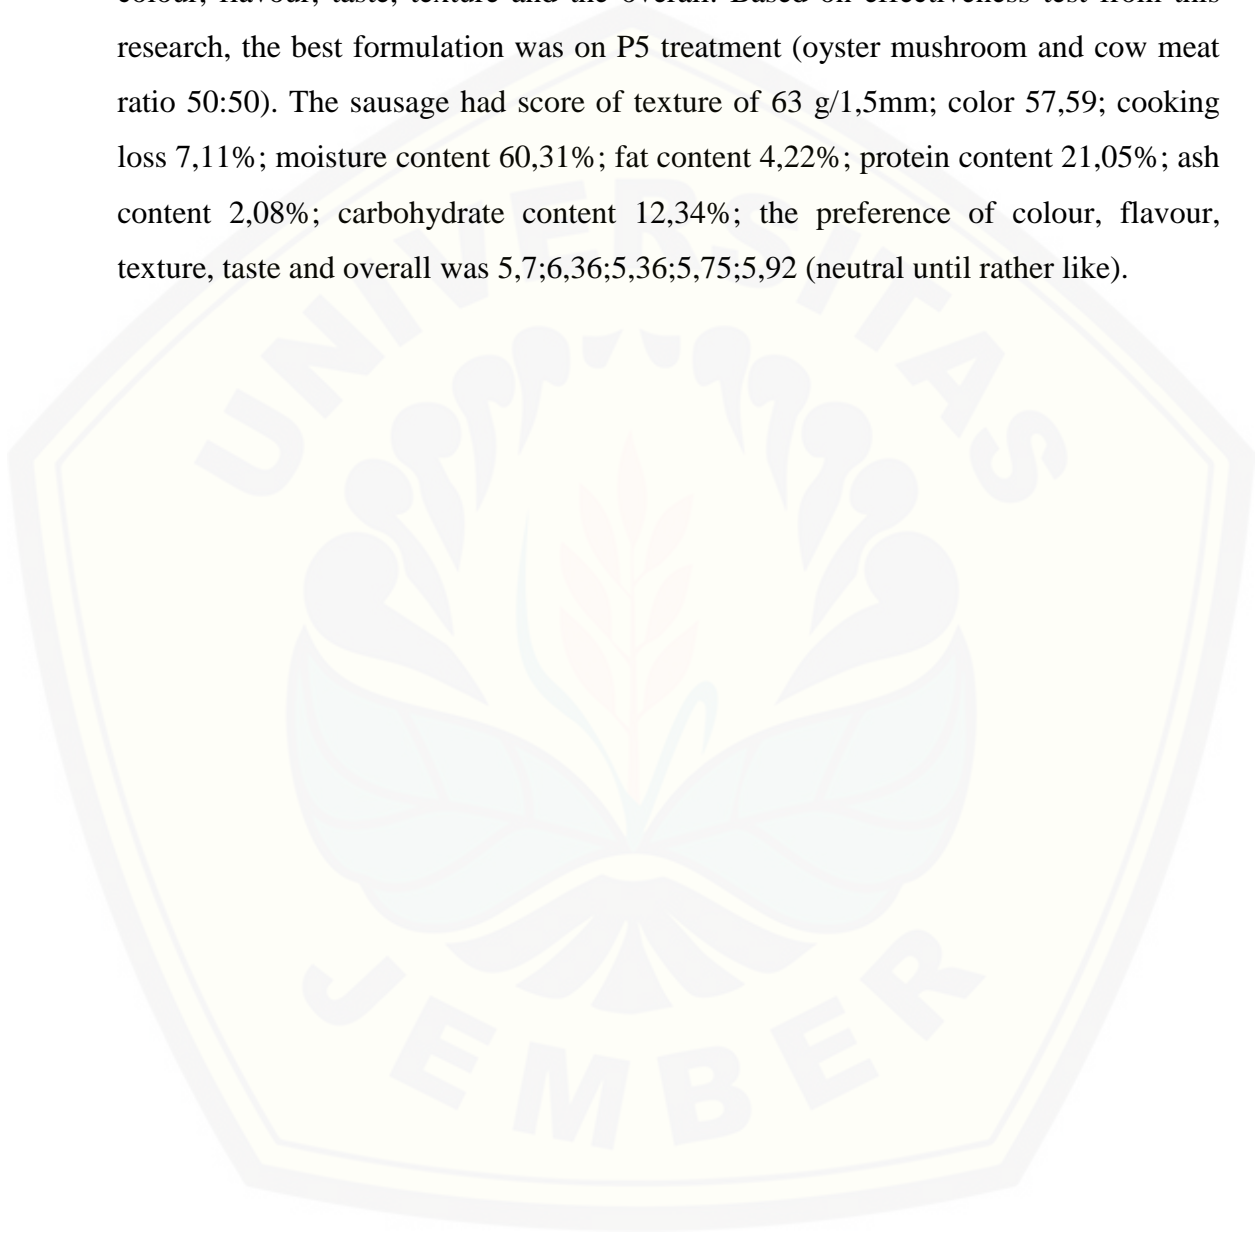 colour, flavour, taste, texture and the overall. Based on effectiveness test from this
research, the best formulation was on P5 treatment (oyster mushroom and cow meat
ratio 50:50). The sausage had score of texture of 63 g/1,5mm; color 57,59; cooking
loss 7,11%; moisture content 60,31%; fat content 4,22%; protein content 21,05%; ash
content 2,08%; carbohydrate content 12,34%; the preference of colour, flavour,
texture, taste and overall was 5,7;6,36;5,36;5,75;5,92 (neutral until rather like).
UNIVERSITAS
JEMBER